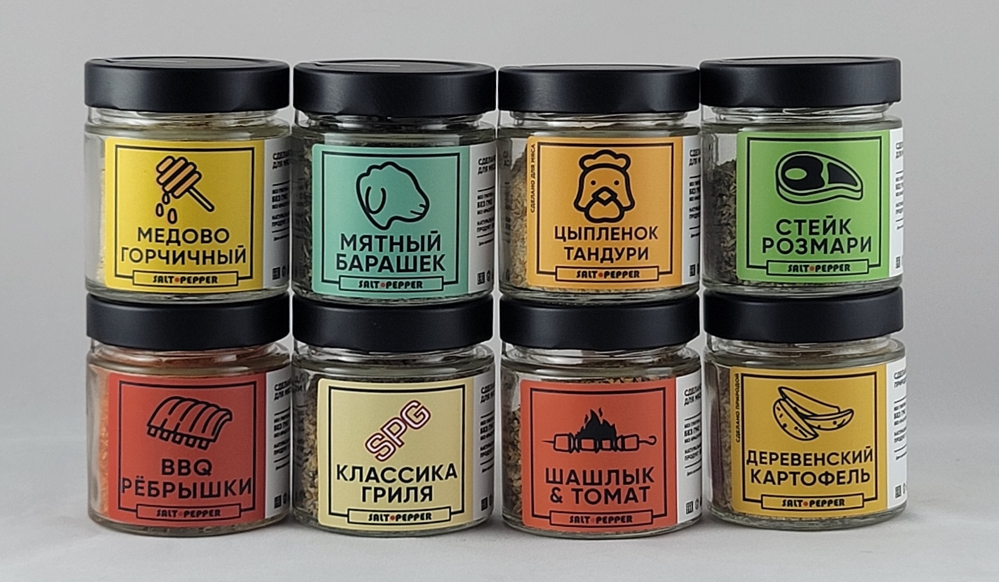 МЕДОВО
ГОРЧИЧНЫЙ
SALT•PEPPER
МЯТНЫЙ
БАРАШЕК
SALT•PEPPER
СДЕЛАНО ДЛЯ МЯСА
ЦЫПЛЕНОК
ТАНДУРИ
SALT•PEPPER
СТЕЙК
РОЗМАРИ
SALT•PEPPER
BBQ
РЁБРЫШКИ
SALT•PEPPER
SPG
КЛАССИКА
ГРИЛЯ
SALT•PEPPER
ШАШЛЫК
& ТОМАТ
SALT•PEPPER
СДЕЛАНО ПРИРОДОЙ
ДЕРЕВЕНСКИЙ
КАРТОФЕЛЬ
SALT•PEPPER